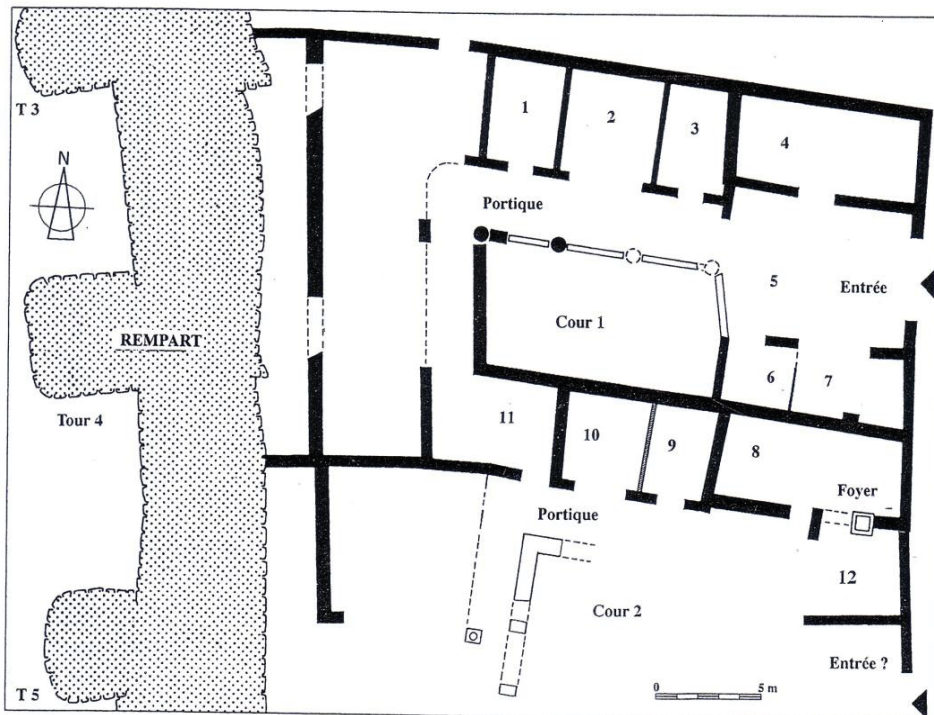 T 3
N
REMPART
Tour 4
T 5
1
2
3
4
Portique
5
Entrée
Cour 1
6
7
11
10
9
8
Foyer
Portique
12
Cour 2
Entrée ?
0
5 m